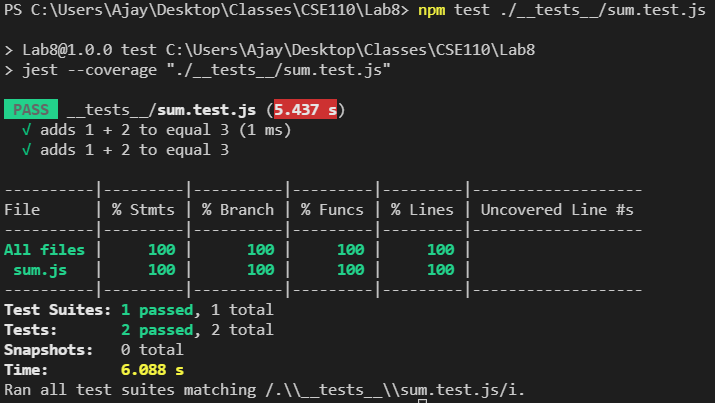 PS C:\Users\Ajay\Desktop\Classes\CSE110\Lab8> npm test ./__tests__/sum.test.js
> Lab8@1.0.0 test C:\Users\Ajay\Desktop\Classes\CSE110\Lab8
> jest --coverage "./__tests__/sum.test.js"
PASS __tests__/sum.test.js (5.437 s)
√ adds 1 + 2 to equal 3 (1 ms)
√ adds 1 + 2 to equal 3
----------|---------|----------|---------|---------|-------------------
File      | % Stmts | % Branch | % Funcs | % Lines | Uncovered Line #s
----------|---------|----------|---------|---------|-------------------
All files |     100 |      100 |     100 |     100 |
 sum.js   |     100 |      100 |     100 |     100 |
----------|---------|----------|---------|---------|-------------------
Test Suites: 1 passed, 1 total
Tests:       2 passed, 2 total
Snapshots:   0 total
Time:        6.088 s
Ran all test suites matching /.\\__tests__\\sum.test.js/i.